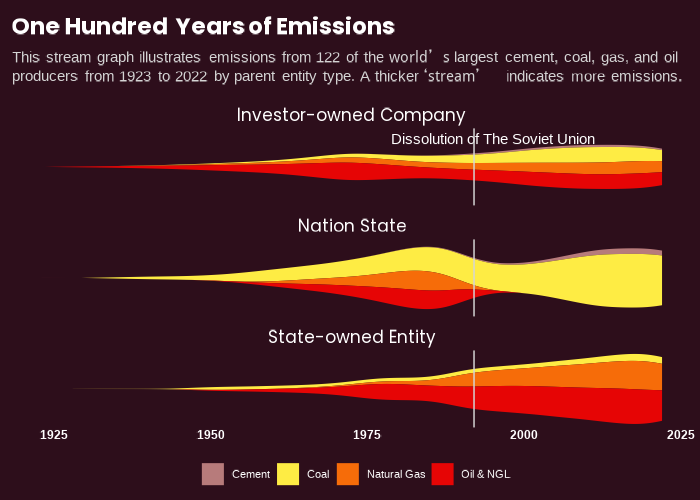 One Hundred Years of Emissions
This stream graph illustrates emissions from 122 of the world’ s largest cement, coal, gas, and oil
producers from 1923 to 2022 by parent entity type. A thicker ‘stream’ indicates more emissions.
Investor-owned Company
Dissolution of The Soviet Union
Nation State
State-owned Entity
1925 1950 1975 2000 2025
Cement Coal Natural Gas Oil & NGL